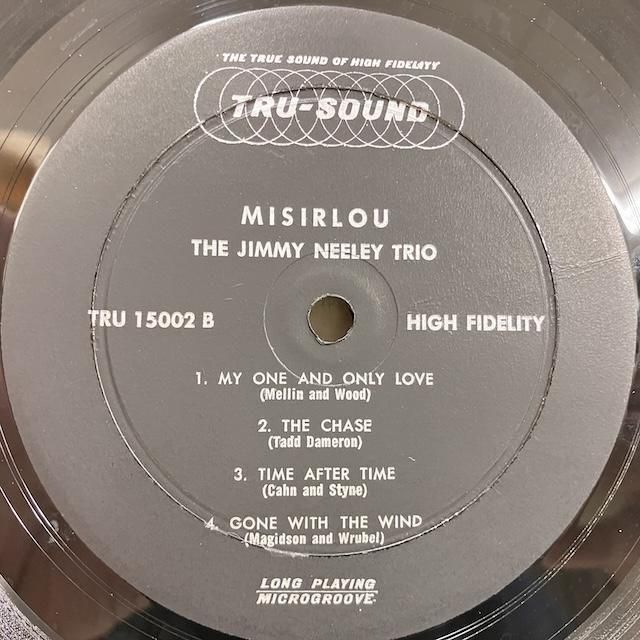 THE TRUE SOUND OF HIGH FIDELITY
TRU-SOUND
MISIRLOU
THE JIMMY NEELEY TRIO
TRU 15002 B HIGH FIDELITY
1. MY ONE AND ONLY LOVE
(Mellin and Wood)
2. THE CHASE
(Tadd Dameron)
3. TIME AFTER TIME
(Cahn and Styne)
4. GONE WITH THE WIND
(Magidson and Wrubel)
LONG PLAYING
MICROGROOVE